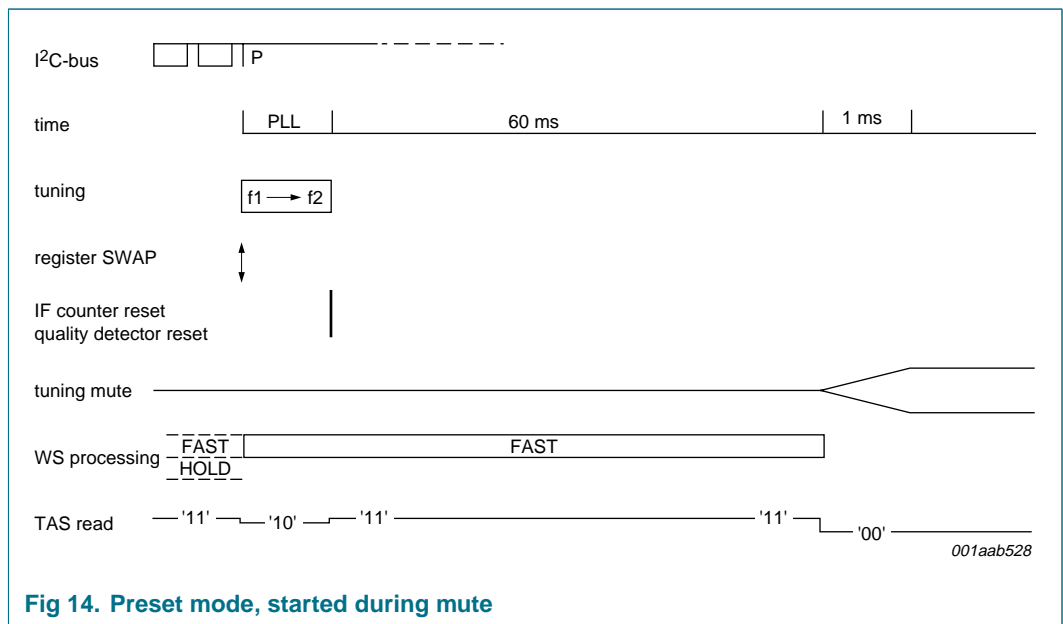 I2C-bus P
time PLL 60 ms 1 ms
tuning f1 → f2
register SWAP
IF counter reset
quality detector reset
tuning mute
FAST FAST
WS processing
HOLD
TAS read '11' '10' '11' '11' '00'
001aab528
Fig 14. Preset mode, started during mute